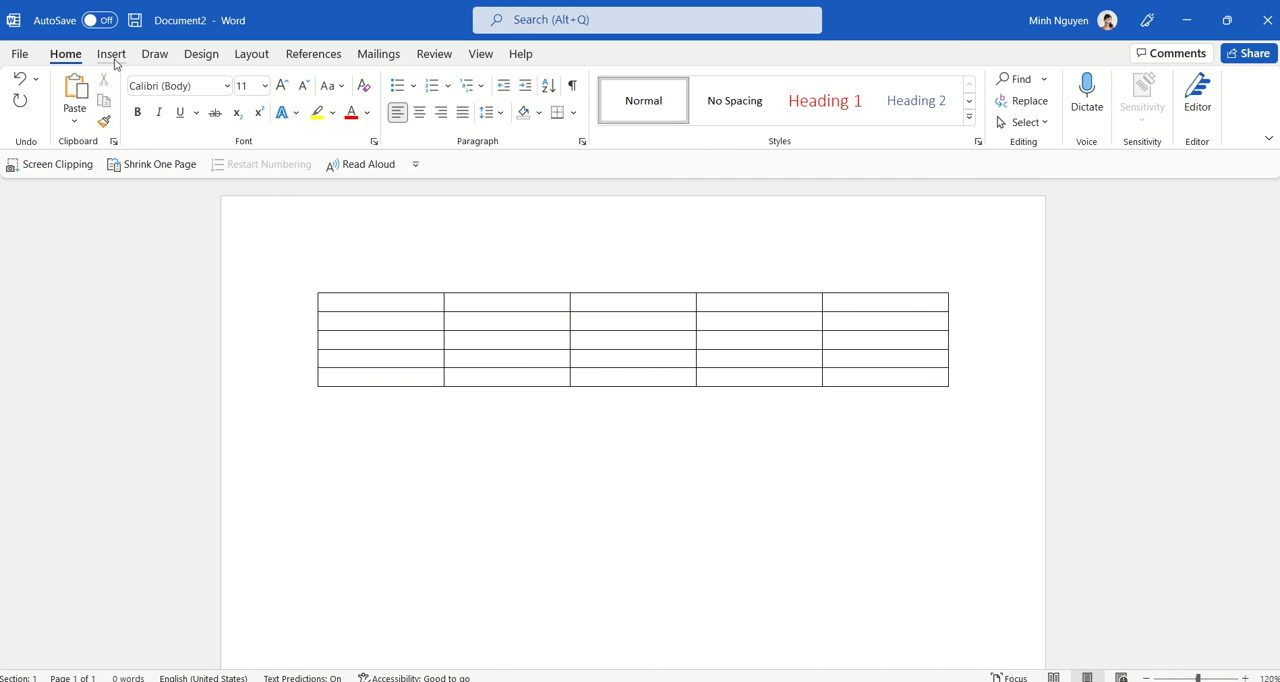 AutoSave Off Document2 - Word Search (Alt+Q) Minh Nguyen
File Home Insert Draw Design Layout References Mailings Review View Help Comments Share
Paste
Calibri (Body) 11 Aa
B I U ab x₂ x² A A
Normal No Spacing Heading 1 Heading 2
Find
Replace
Select
Dictate Sensitivity Editor
Undo Clipboard Font Paragraph Styles Editing Voice Sensitivity Editor
Screen Clipping Shrink One Page Restart Numbering Read Aloud
Section: 1 Page 1 of 1 0 words English (United States) Text Predictions: On Accessibility: Good to go Focus 120%